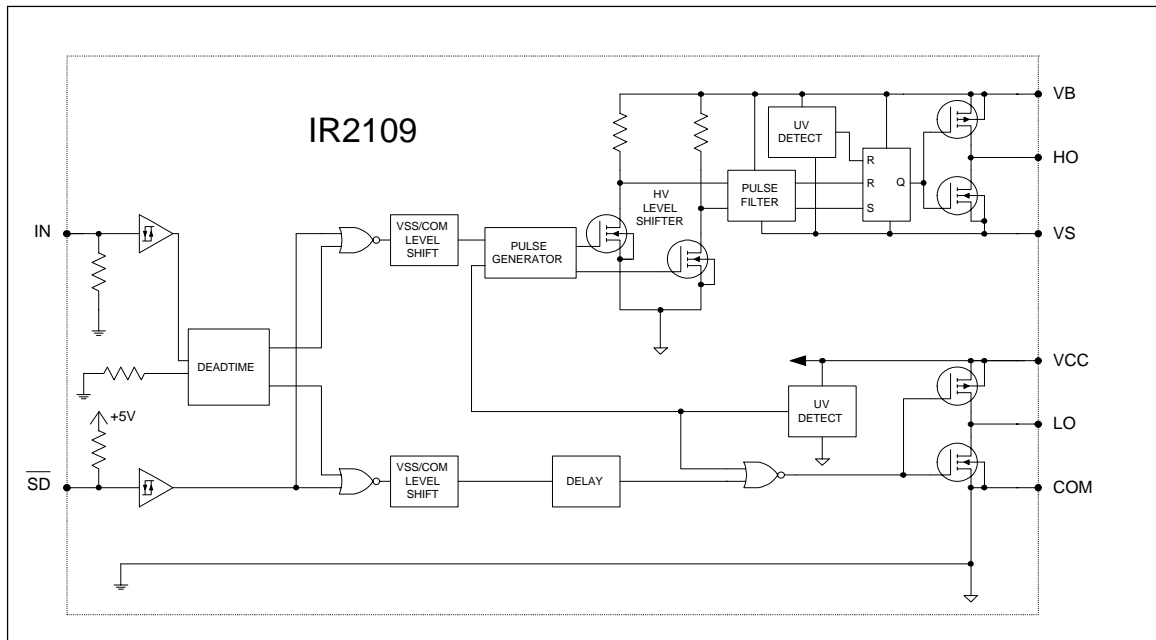 IR2109
VB
UV
DETECT
R
R
Q
S
HO
HV
LEVEL
SHIFTER
PULSE
FILTER
IN
VSS/COM
LEVEL
SHIFT
PULSE
GENERATOR
VS
DEADTIME
VCC
UV
DETECT
+5V
LO
SD
VSS/COM
LEVEL
SHIFT
DELAY
COM